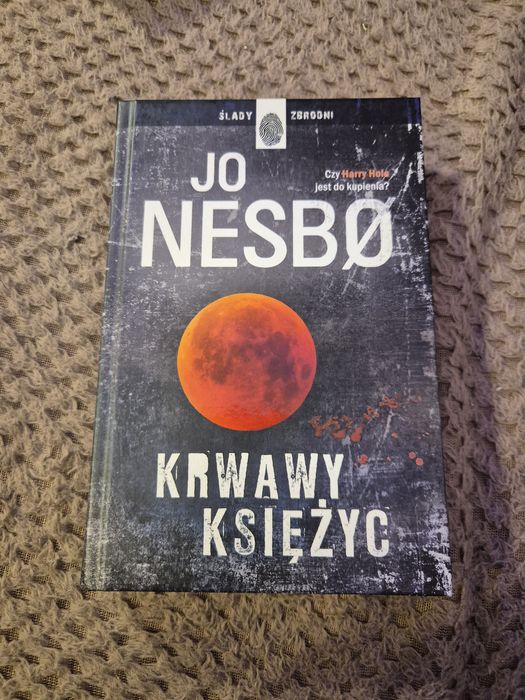 ŚLADY ZBRODNI
JO
NESBØ
Czy Harry Hole
jest do kupienia?
KRWAWY
KSIĘŻYC